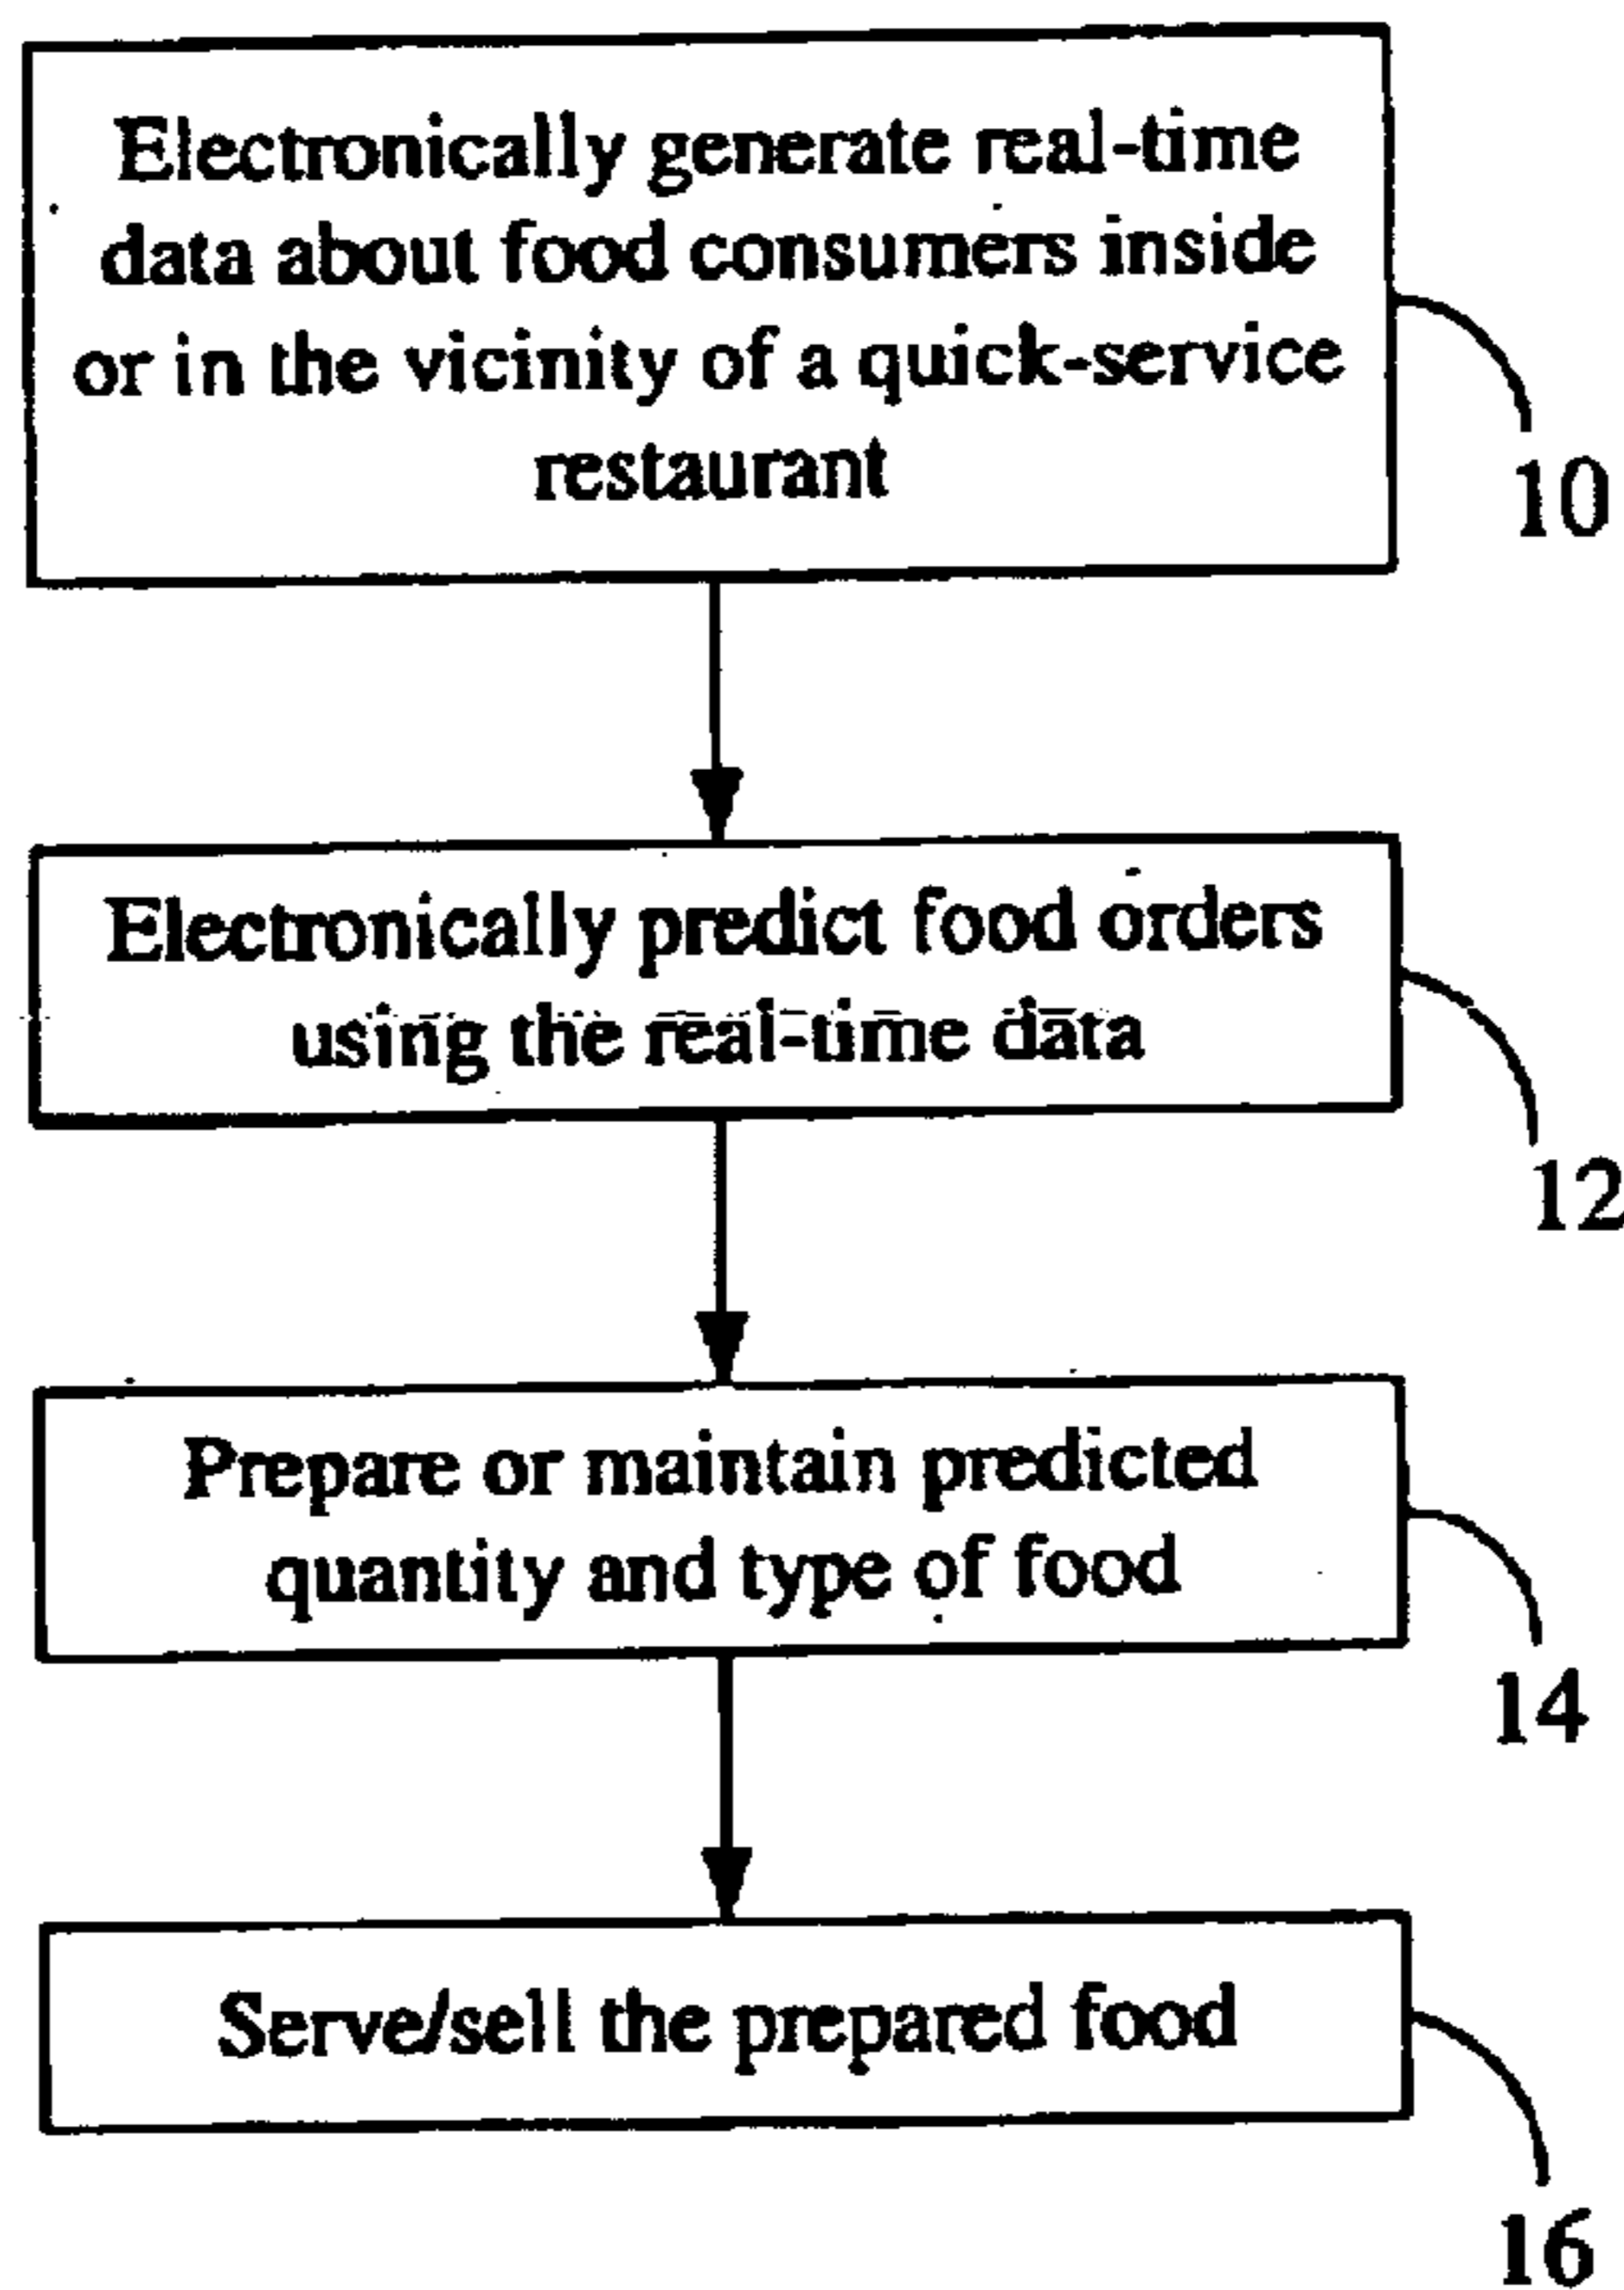 Electronically generate real-time
data about food consumers inside
or in the vicinity of a quick-service
restaurant
10
Electronically predict food orders
using the real-time data
12
Prepare or maintain predicted
quantity and type of food
14
Serve/sell the prepared food
16